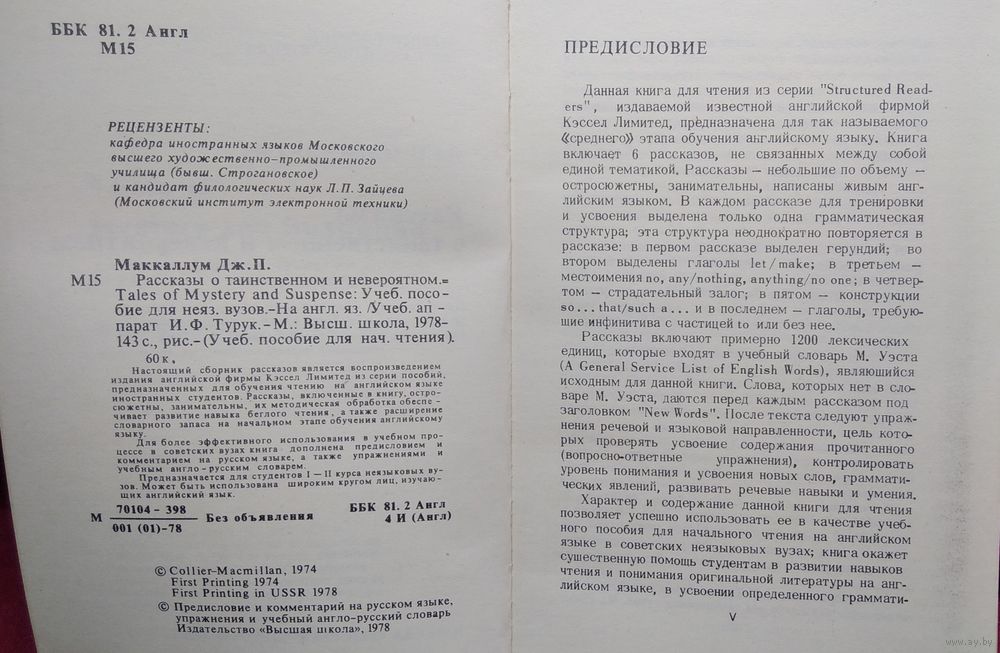 ББК 81. 2 Англ
М15
РЕЦЕНЗЕНТЫ:
кафедра иностранных языков Московского
высшего художественно-промышленного
училища (бывш. Строгановское)
и кандидат филологических наук Л.П. Зайцева
(Московский институт электронной техники)
Маккаллум Дж.П.
М15 Рассказы о таинственном и невероятном.=
Tales of Mystery and Suspense: Учеб. посо-
бие для неяз. вузов.-На англ. яз. /Учеб. ап -
парат И.Ф. Турук.-М.: Высш. школа, 1978-
143 с., рис.-(Учеб. пособие для нач. чтения).
60 к.
Настоящий сборник рассказов является воспроизведением
издания английской фирмы Кэссел Лимитед из серии пособий,
предназначенных для обучения чтению на английском языке
иностранных студентов. Рассказы, включенные в книгу, остро-
сюжетны, занимательны, их методическая обработка обеспе -
чивает развитие навыка беглого чтения, а также расширение
словарного запаса на начальном этапе обучения английскому
языку.
Для более эффективного использования в учебном про-
цессе в советских вузах книга дополнена предисловием и
комментарием на русском языке, а также упражнениями и
учебным англо-русским словарем.
Предназначается для студентов I — II курса неязыковых ву-
зов. Может быть использована широким кругом лиц, изучаю-
щих английский язык.
М 70104 - 398
001 (01)-78
Без объявления
ББК 81. 2 Англ
4 И (Англ)
© Collier-Macmillan, 1974
First Printing 1974
First Printing in USSR 1978
© Предисловие и комментарий на русском языке,
упражнения и учебный англо-русский словарь
Издательство «Высшая школа», 1978
ПРЕДИСЛОВИЕ
Данная книга для чтения из серии "Structured Read-
ers", издаваемой известной английской фирмой
Кэссел Лимитед, предназначена для так называемого
«среднего» этапа обучения английскому языку. Книга
включает 6 рассказов, не связанных между собой
единой тематикой. Рассказы — небольшие по объему —
остросюжетны, занимательны, написаны живым анг-
лийским языком. В каждом рассказе для тренировки
и усвоения выделена только одна грамматическая
структура; эта структура неоднократно повторяется в
рассказе: в первом рассказе выделен герундий; во
втором выделены глаголы let/make; в третьем —
местоимения no, any/nothing, anything/no one; в четвер-
том — страдательный залог; в пятом — конструкции
so...that/such a... и в последнем — глаголы, требую-
щие инфинитива с частицей to или без нее.
Рассказы включают примерно 1200 лексических
единиц, которые входят в учебный словарь М. Уэста
(A General Service List of English Words), являющийся
исходным для данной книги. Слова, которых нет в сло-
варе М. Уэста, даются перед каждым рассказом под
заголовком "New Words". После текста следуют упраж-
нения речевой и языковой направленности, цель кото-
рых проверять усвоение содержания прочитанного
(вопросно-ответные упражнения), контролировать
уровень понимания и усвоения новых слов, граммати-
ческих явлений, развивать речевые навыки и умения.
Характер и содержание данной книги для чтения
позволяет успешно использовать ее в качестве учеб-
ного пособия для начального чтения на английском
языке в советских неязыковых вузах; книга окажет
существенную помощь студентам в развитии навыков
чтения и понимания оригинальной литературы на анг-
лийском языке, в усвоении определенного граммати-
V
www.ay.by